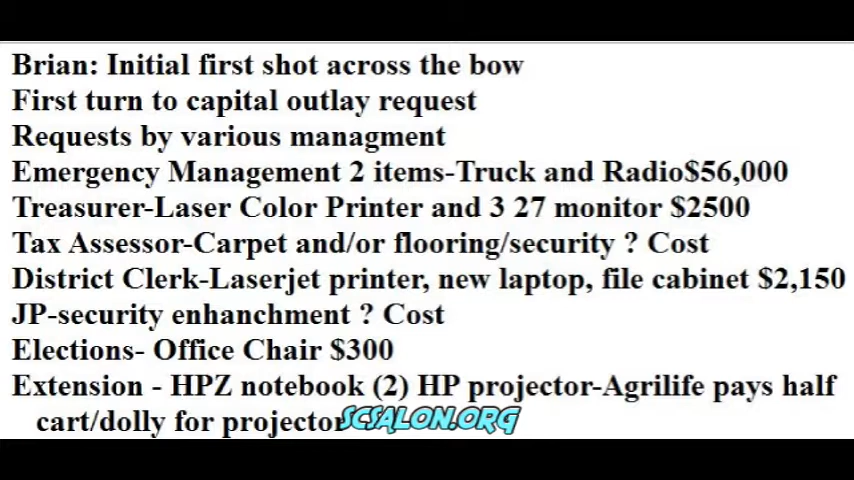 Brian: Initial first shot across the bow
First turn to capital outlay request
Requests by various managment
Emergency Management 2 items-Truck and Radio$56,000
Treasurer-Laser Color Printer and 3 27 monitor $2500
Tax Assessor-Carpet and/or flooring/security ? Cost
District Clerk-Laserjet printer, new laptop, file cabinet $2,150
JP-security enhanchment ? Cost
Elections- Office Chair $300
Extension - HPZ notebook (2) HP projector-Agrilife pays half
cart/dolly for projector
SCSALON.ORG